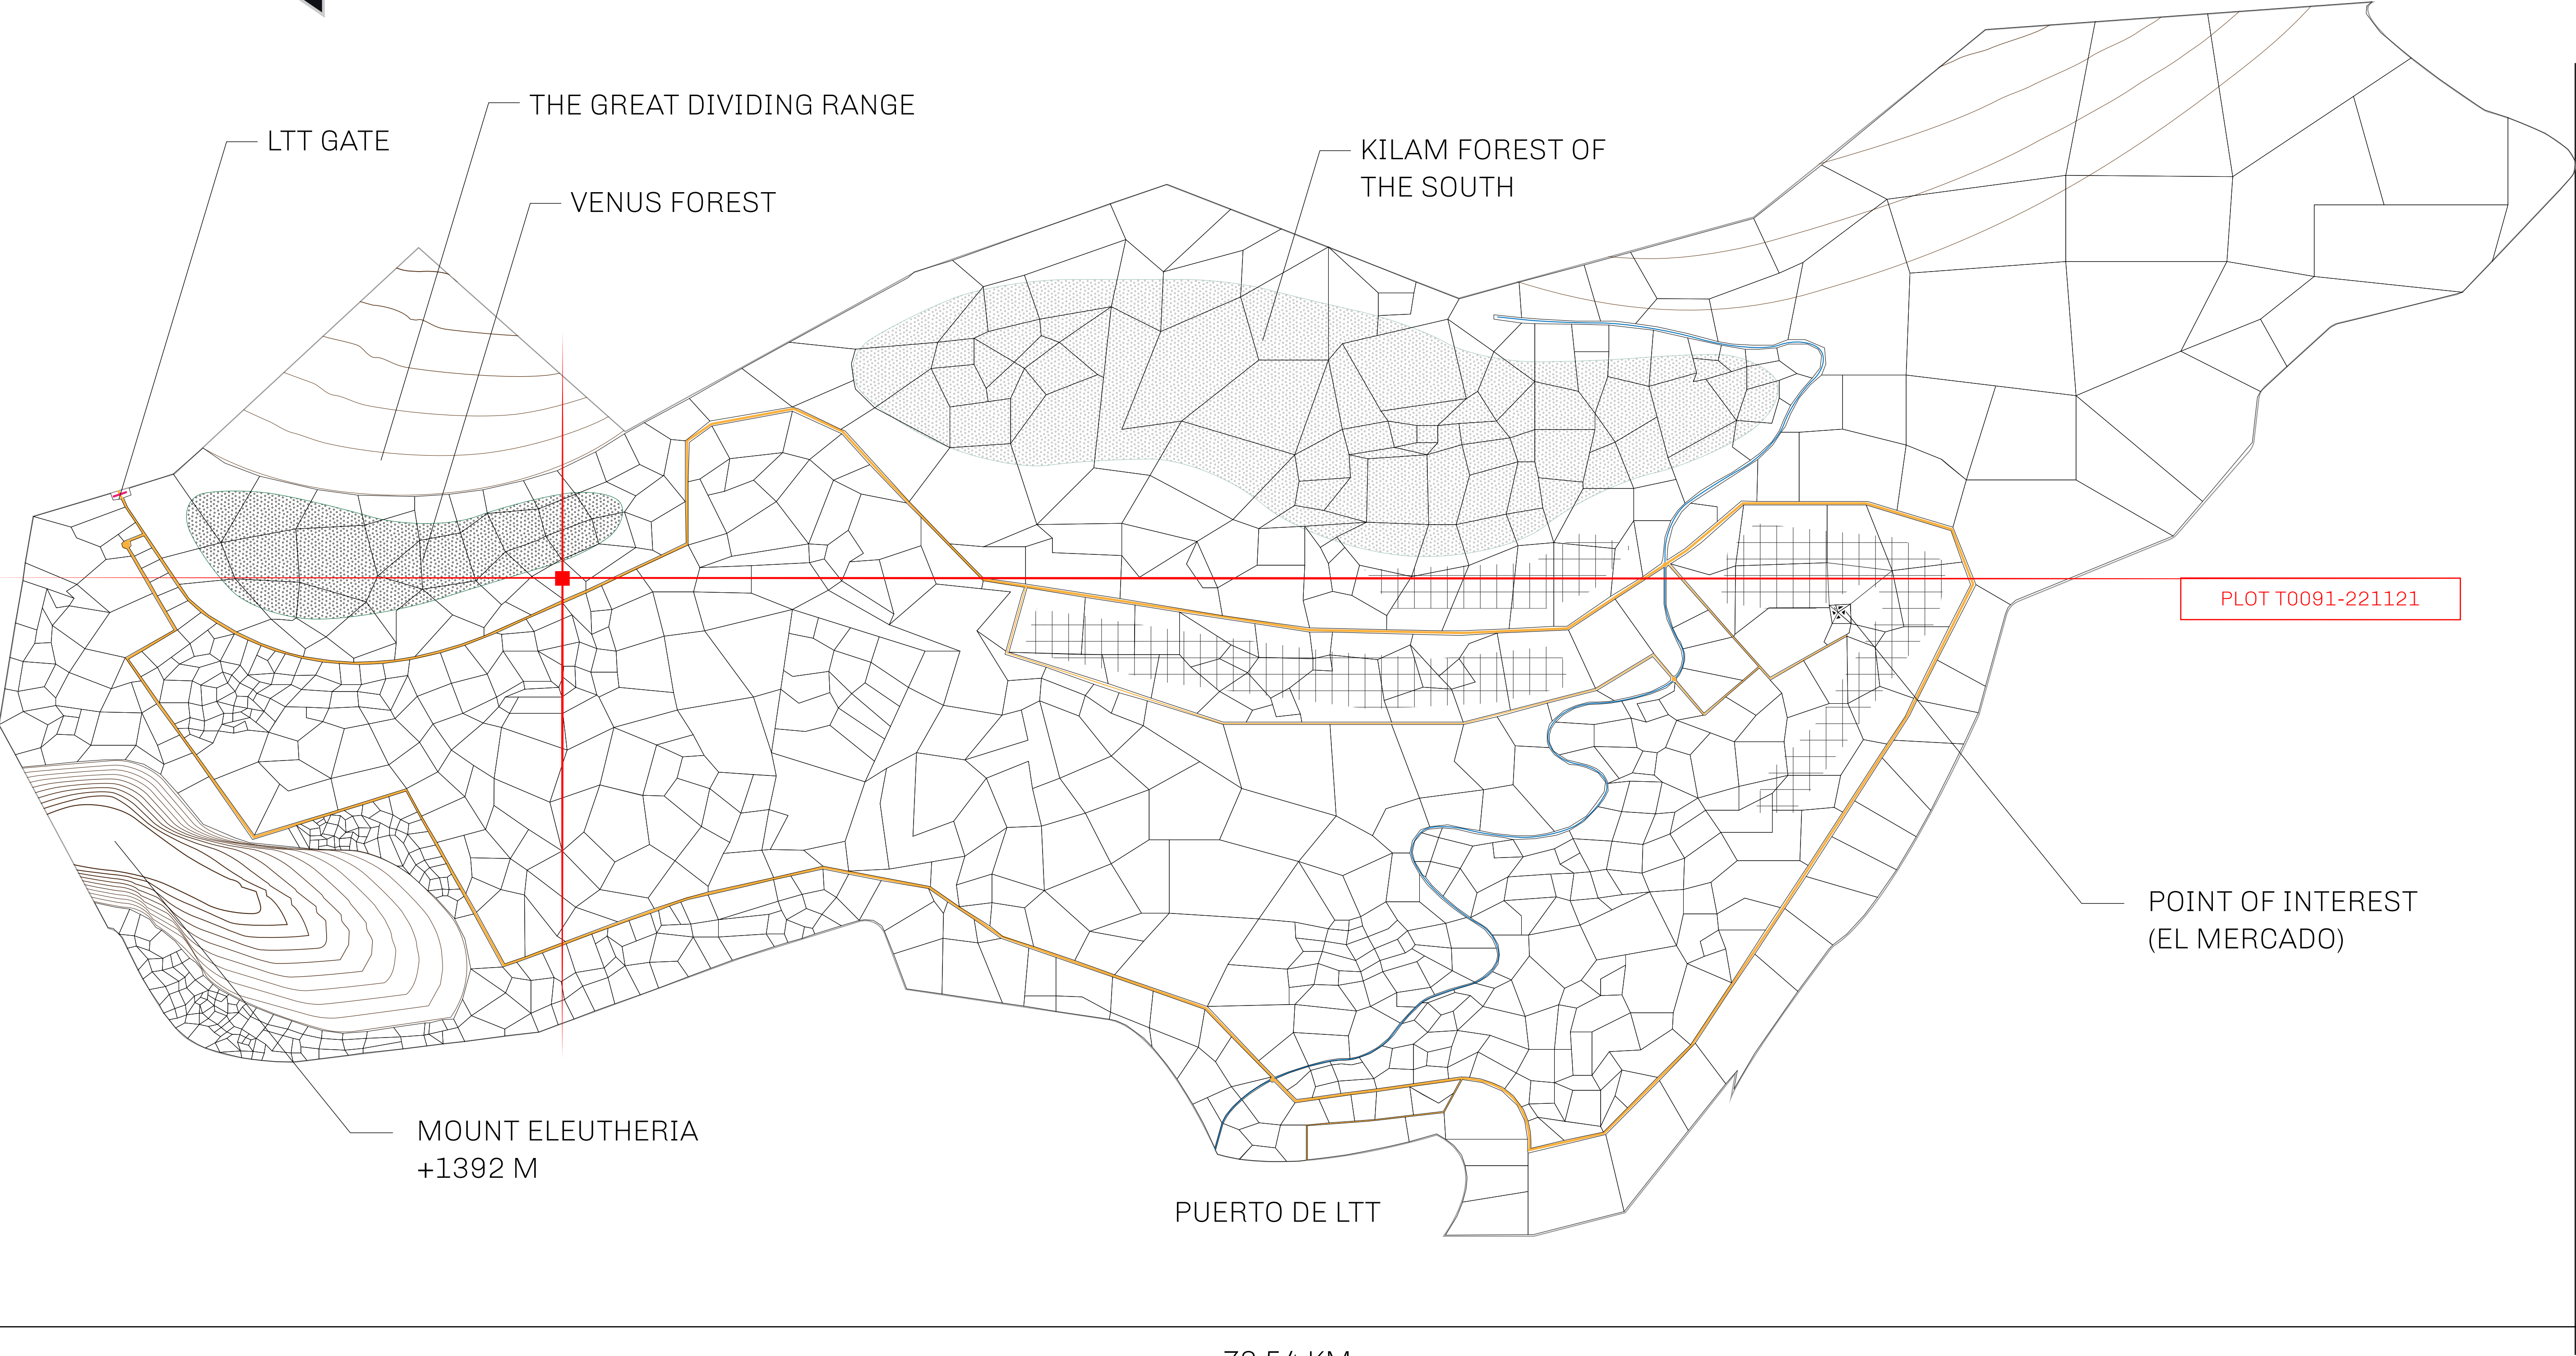 THE GREAT DIVIDING RANGE
LTT GATE
KILAM FOREST OF
THE SOUTH
VENUS FOREST
PLOT T0091-221121
POINT OF INTEREST
(EL MERCADO)
MOUNT ELEUTHERIA
+1392 M
PUERTO DE LTT
KM